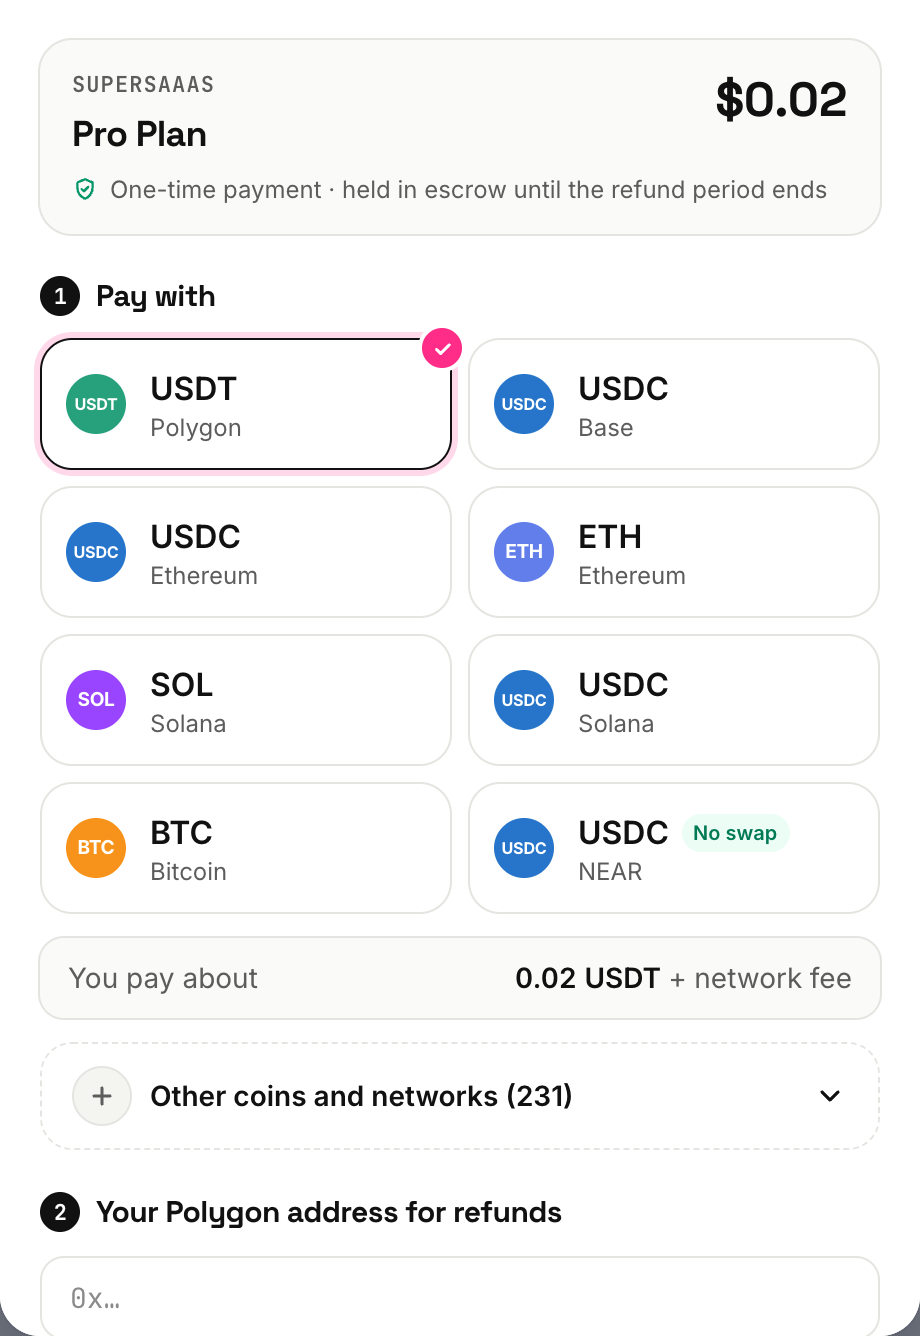 SUPERSAAAS
$0.02
Pro Plan
One-time payment · held in escrow until the refund period ends
1 Pay with
USDT USDT
Polygon
USDC USDC
Base
USDC USDC
Ethereum
ETH ETH
Ethereum
SOL SOL
Solana
USDC USDC
Solana
BTC BTC
Bitcoin
USDC USDC No swap
NEAR
You pay about 0.02 USDT + network fee
Other coins and networks (231)
2 Your Polygon address for refunds
0x…